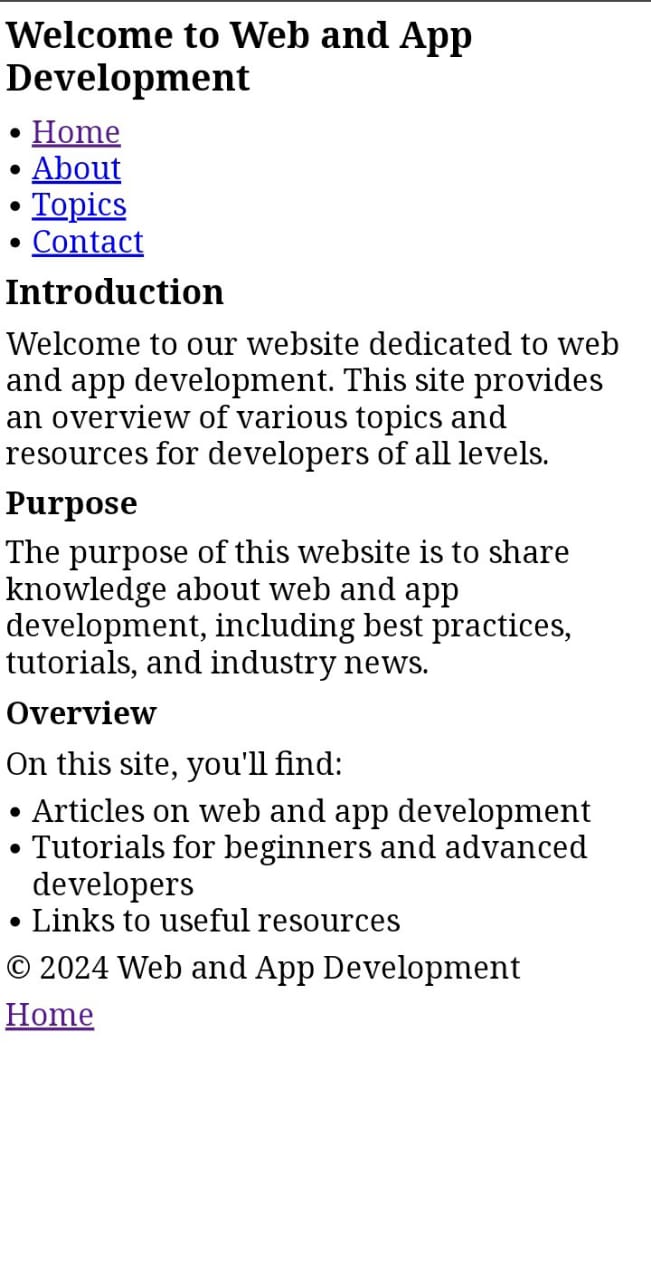 Welcome to Web and App
Development
• Home
• About
• Topics
• Contact
Introduction
Welcome to our website dedicated to web
and app development. This site provides
an overview of various topics and
resources for developers of all levels.
Purpose
The purpose of this website is to share
knowledge about web and app
development, including best practices,
tutorials, and industry news.
Overview
On this site, you'll find:
• Articles on web and app development
• Tutorials for beginners and advanced
developers
• Links to useful resources
© 2024 Web and App Development
Home